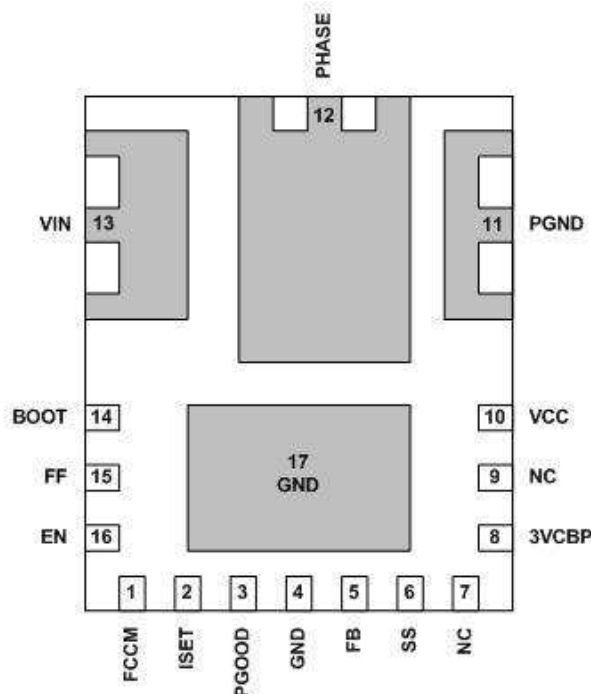 PHASE
12
VIN
13
11
PGND
BOOT
14
10
VCC
17
GND
FF
15
9
NC
EN
16
8
3VCBP
1
2
3
4
5
6
7
FCCM
ISET
PGOOD
GND
FB
SS
NC